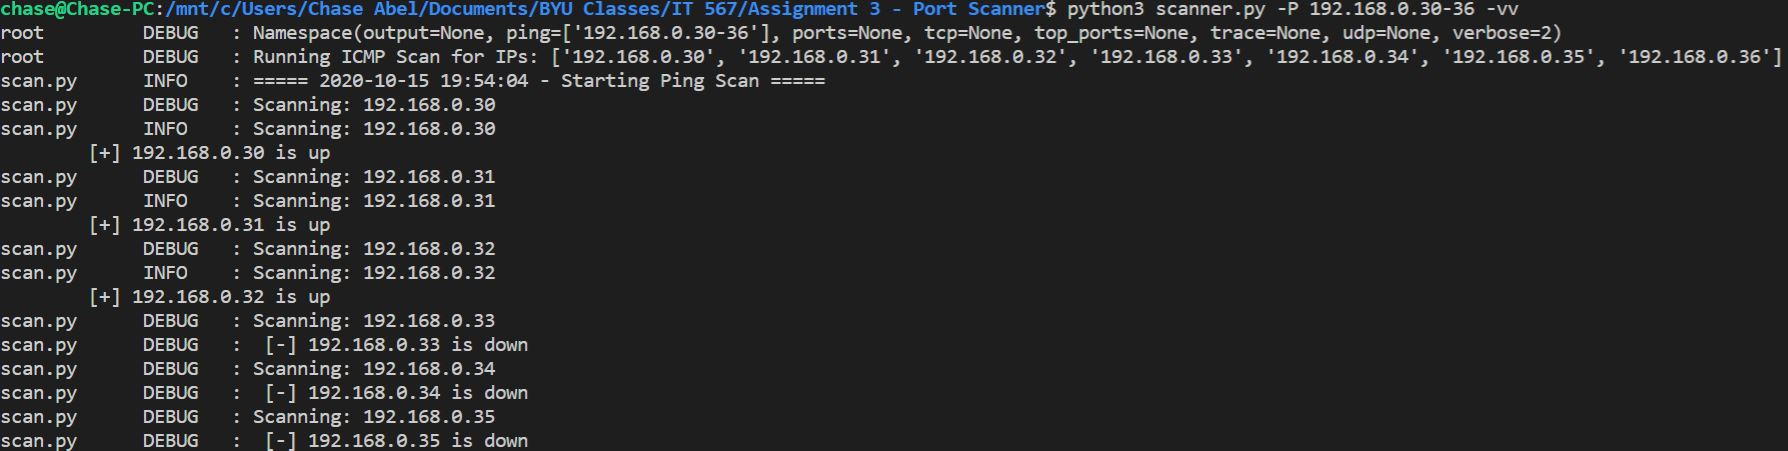 chase@Chase-PC:/mnt/c/Users/Chase Abel/Documents/BYU Classes/IT 567/Assignment 3 - Port Scanner$ python3 scanner.py -P 192.168.0.30-36 -vv
root        DEBUG   : Namespace(output=None, ping=['192.168.0.30-36'], ports=None, tcp=None, top_ports=None, trace=None, udp=None, verbose=2)
root        DEBUG   : Running ICMP Scan for IPs: ['192.168.0.30', '192.168.0.31', '192.168.0.32', '192.168.0.33', '192.168.0.34', '192.168.0.35', '192.168.0.36']
scan.py      INFO    : ===== 2020-10-15 19:54:04 - Starting Ping Scan =====
scan.py      DEBUG   : Scanning: 192.168.0.30
scan.py      INFO    : Scanning: 192.168.0.30
        [+] 192.168.0.30 is up
scan.py      DEBUG   : Scanning: 192.168.0.31
scan.py      INFO    : Scanning: 192.168.0.31
        [+] 192.168.0.31 is up
scan.py      DEBUG   : Scanning: 192.168.0.32
scan.py      INFO    : Scanning: 192.168.0.32
        [+] 192.168.0.32 is up
scan.py      DEBUG   : Scanning: 192.168.0.33
scan.py      DEBUG   :  [-] 192.168.0.33 is down
scan.py      DEBUG   : Scanning: 192.168.0.34
scan.py      DEBUG   :  [-] 192.168.0.34 is down
scan.py      DEBUG   : Scanning: 192.168.0.35
scan.py      DEBUG   :  [-] 192.168.0.35 is down